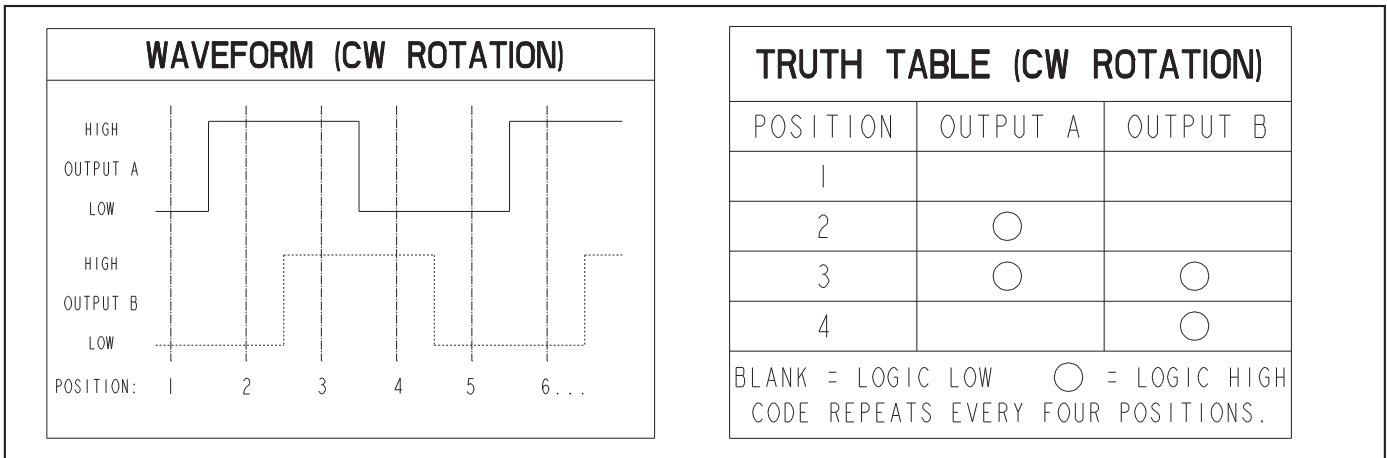 WAVEFORM (CW ROTATION)
HIGH
OUTPUT A
LOW
HIGH
OUTPUT B
LOW
POSITION: 1 2 3 4 5 6...
TRUTH TABLE (CW ROTATION)
POSITION OUTPUT A OUTPUT B
1
2
3
4
BLANK = LOGIC LOW ◯ = LOGIC HIGH
CODE REPEATS EVERY FOUR POSITIONS.